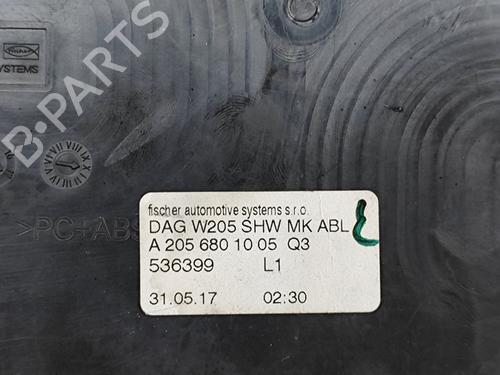 SYSTEMS
B-PARTS
>PC+ABS
fischer automotive systems s.r.o.
DAG W205 SHW MK ABL
A 205 680 10 05 Q3
536399 L1
31.05.17 02:30